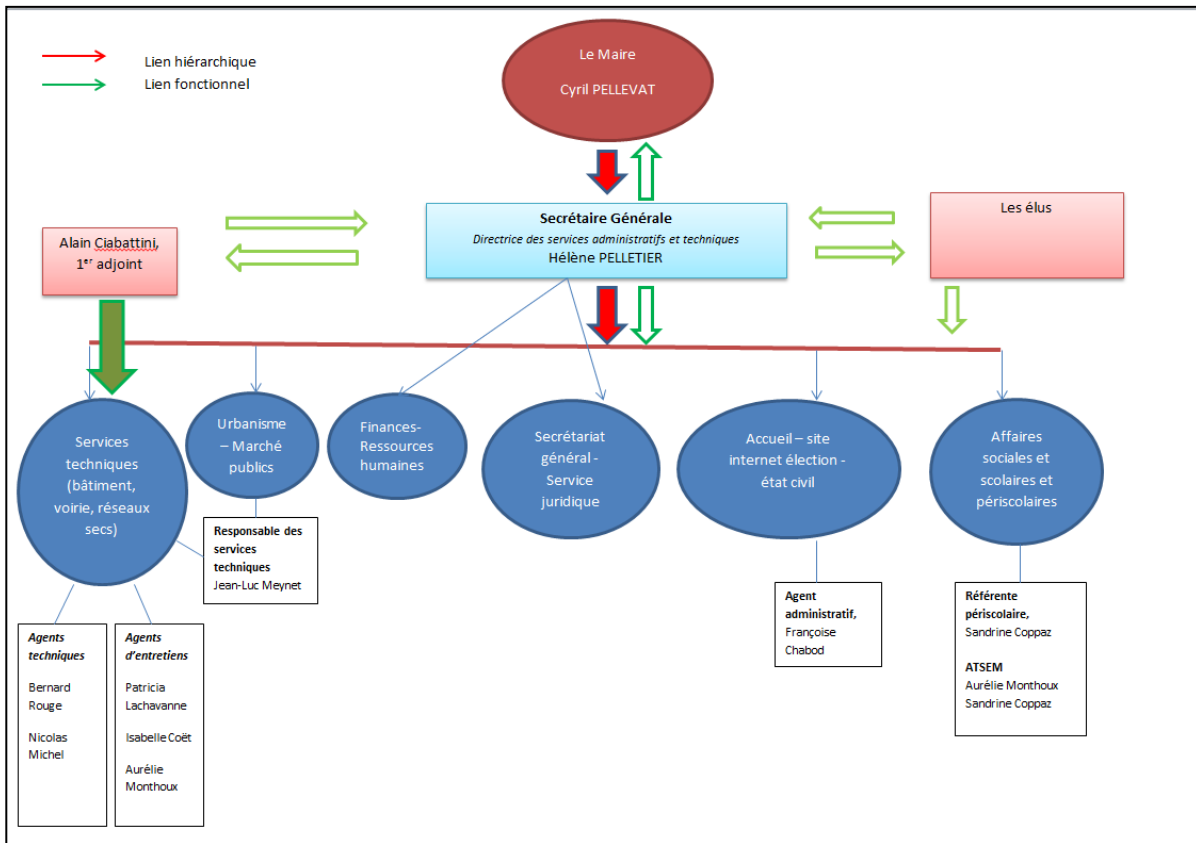 Lien hiérarchique
Lien fonctionnel
Le Maire
Cyril PELLEVAT
Secrétaire Générale
Directrice des services administratifs et techniques
Hélène PELLETIER
Alain Ciabattini,
1er adjoint
Les élus
Services
techniques
(bâtiment,
voirie, réseaux
secs)
Urbanisme
– Marché
publics
Finances-
Ressources
humaines
Secrétariat
général -
Service
juridique
Accueil – site
internet élection -
état civil
Affaires
sociales et
scolaires et
périscolaires
Responsable des
services
techniques
Jean-Luc Meynet
Agents
techniques
Bernard
Rouge
Nicolas
Michel
Agents
d'entretiens
Patricia
Lachavanne
Isabelle Coët
Aurélie
Monthoux
Agent
administratif,
Françoise
Chabod
Référente
périscolaire,
Sandrine Coppaz
ATSEM
Aurélie Monthoux
Sandrine Coppaz